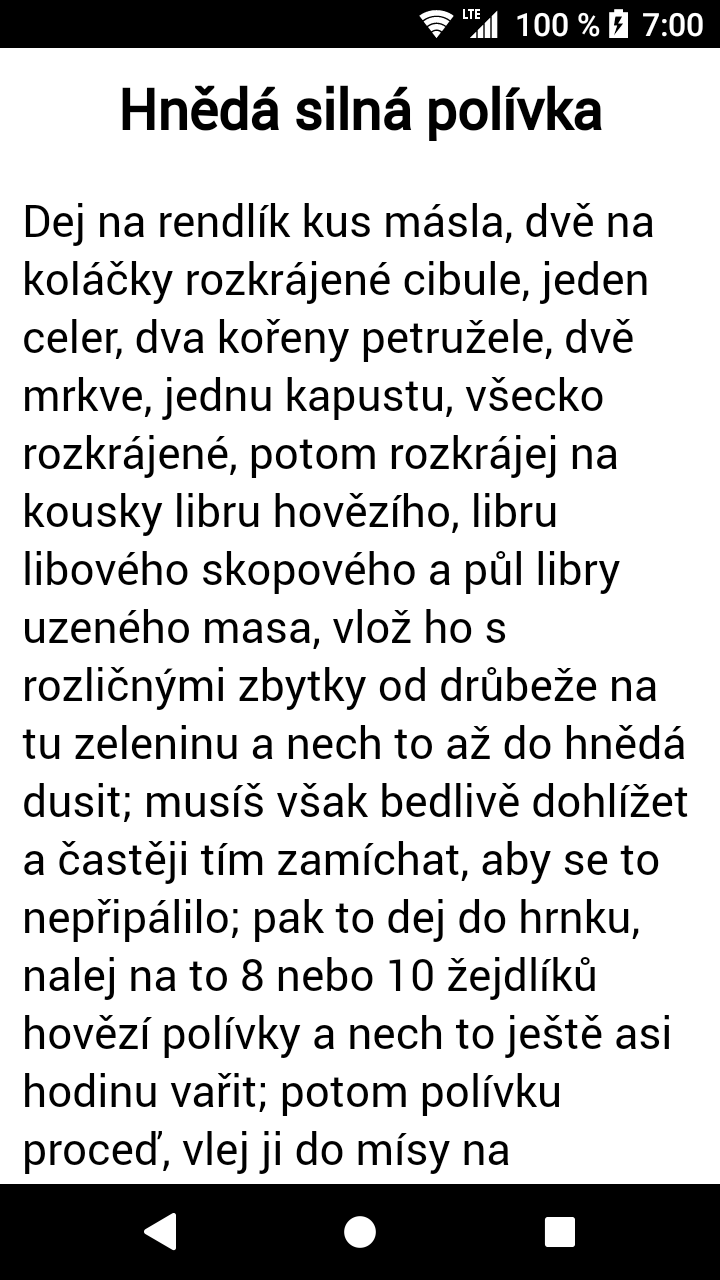 LTE 100 % 7:00
Hnědá silná polívka
Dej na rendlík kus másla, dvě na
koláčky rozkrájené cibule, jeden
celer, dva kořeny petružele, dvě
mrkve, jednu kapustu, všecko
rozkrájené, potom rozkrájej na
kousky libru hovězího, libru
libového skopového a půl libry
uzeného masa, vlož ho s
rozličnými zbytky od drůbeže na
tu zeleninu a nech to až do hnědá
dusit; musíš však bedlivě dohlížet
a častěji tím zamíchat, aby se to
nepřipálilo; pak to dej do hrnku,
nalej na to 8 nebo 10 žejdlíků
hovězí polívky a nech to ještě asi
hodinu vařit; potom polívku
proceď, vlej ji do mísy na